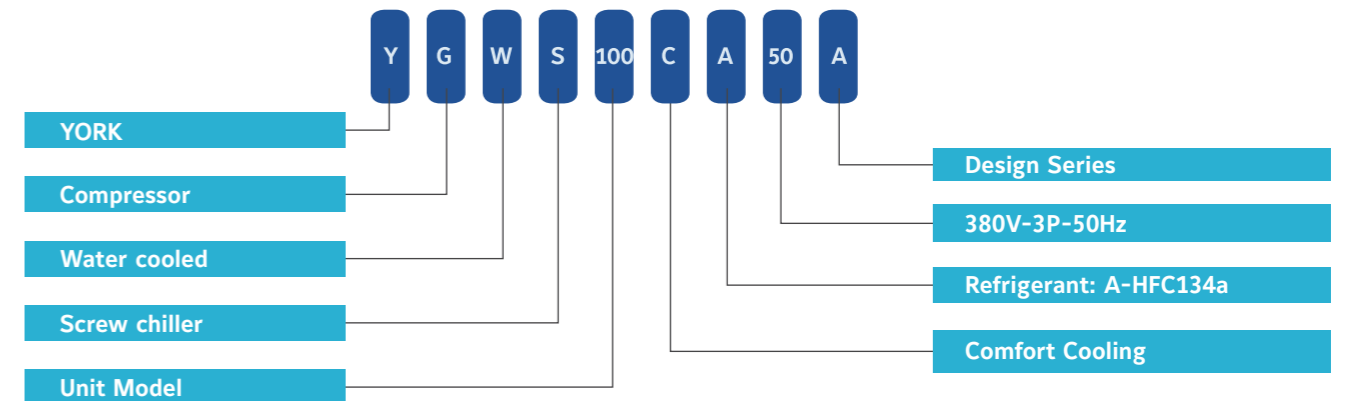 Y G W S 100 C A 50 A
YORK
Compressor
Water cooled
Screw chiller
Unit Model
Design Series
380V-3P-50Hz
Refrigerant: A-HFC134a
Comfort Cooling